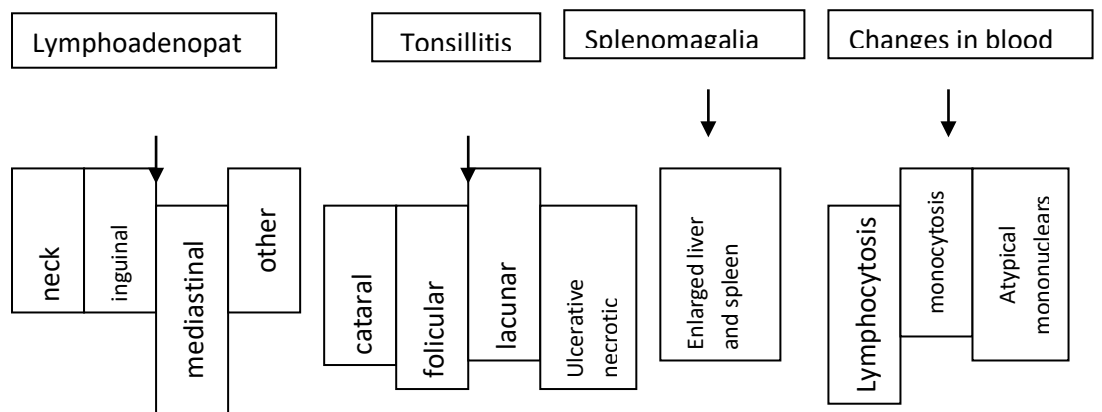 Lymphoadenopat
Tonsillitis
Splenomagalia
Changes in blood
neck
inguinal
mediastinal
other
cataral
folicular
lacunar
Ulcerative
necrotic
Enlarged liver
and spleen
Lymphocytosis
monocytosis
Atypical
mononuclears